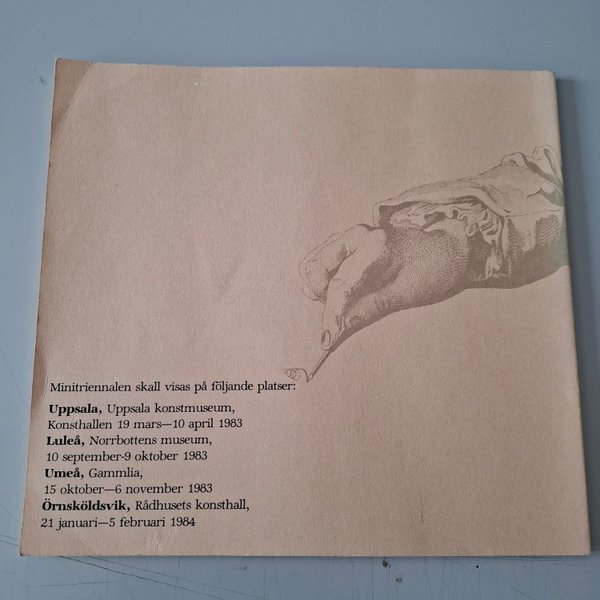 Minitriennalen skall visas på följande platser:
Uppsala, Uppsala konstmuseum,
Konsthallen 19 mars—10 april 1983
Luleå, Norrbottens museum,
10 september-9 oktober 1983
Umeå, Gammlia,
15 oktober—6 november 1983
Örnsköldsvik, Rådhusets konsthall,
21 januari—5 februari 1984